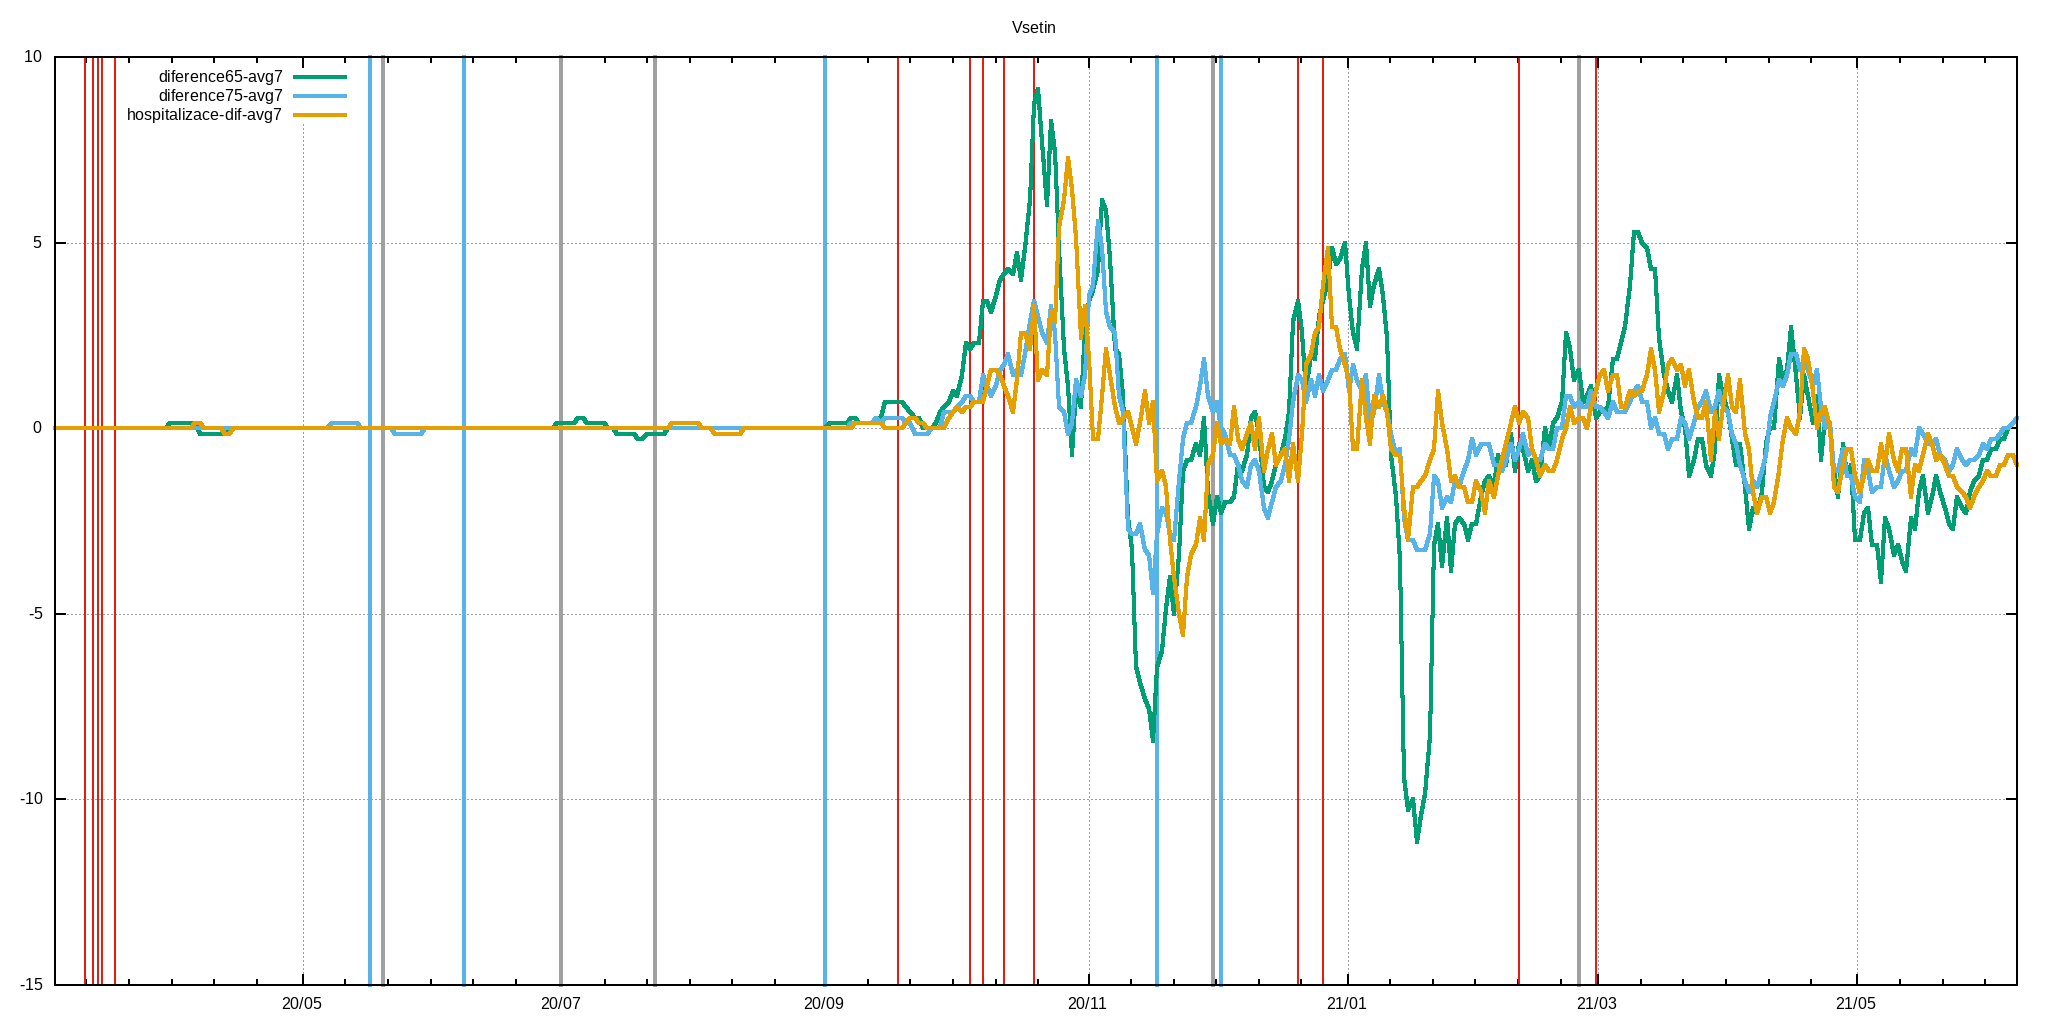 Vsetin
10
diference65-avg7
diference75-avg7
hospitalizace-dif-avg7
5
0
-5
-10
-15
20/05 20/07 20/09 20/11 21/01 21/03 21/05